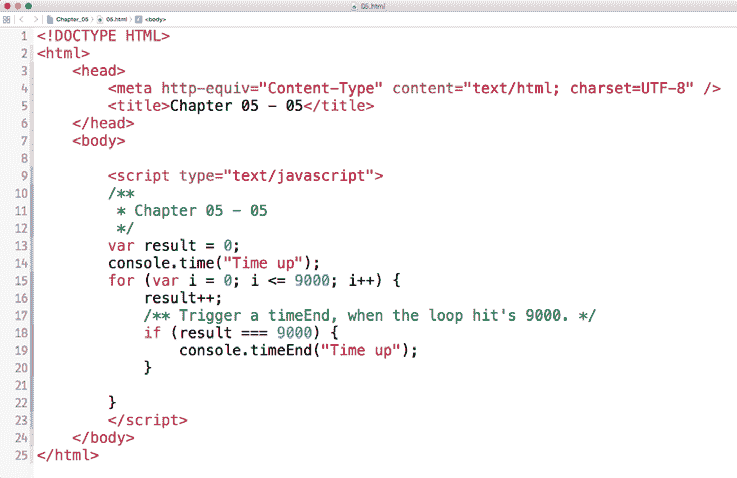 05.html
Chapter_05 › 05.html › <body>
1 <!DOCTYPE HTML>
2 <html>
3 <head>
4 <meta http-equiv="Content-Type" content="text/html; charset=UTF-8" />
5 <title>Chapter 05 - 05</title>
6 </head>
7 <body>
8
9 <script type="text/javascript">
10 /**
11 * Chapter 05 - 05
12 */
13 var result = 0;
14 console.time("Time up");
15 for (var i = 0; i <= 9000; i++) {
16 result++;
17 /** Trigger a timeEnd, when the loop hit's 9000. */
18 if (result === 9000) {
19 console.timeEnd("Time up");
20 }
21
22 }
23 </script>
24 </body>
25 </html>